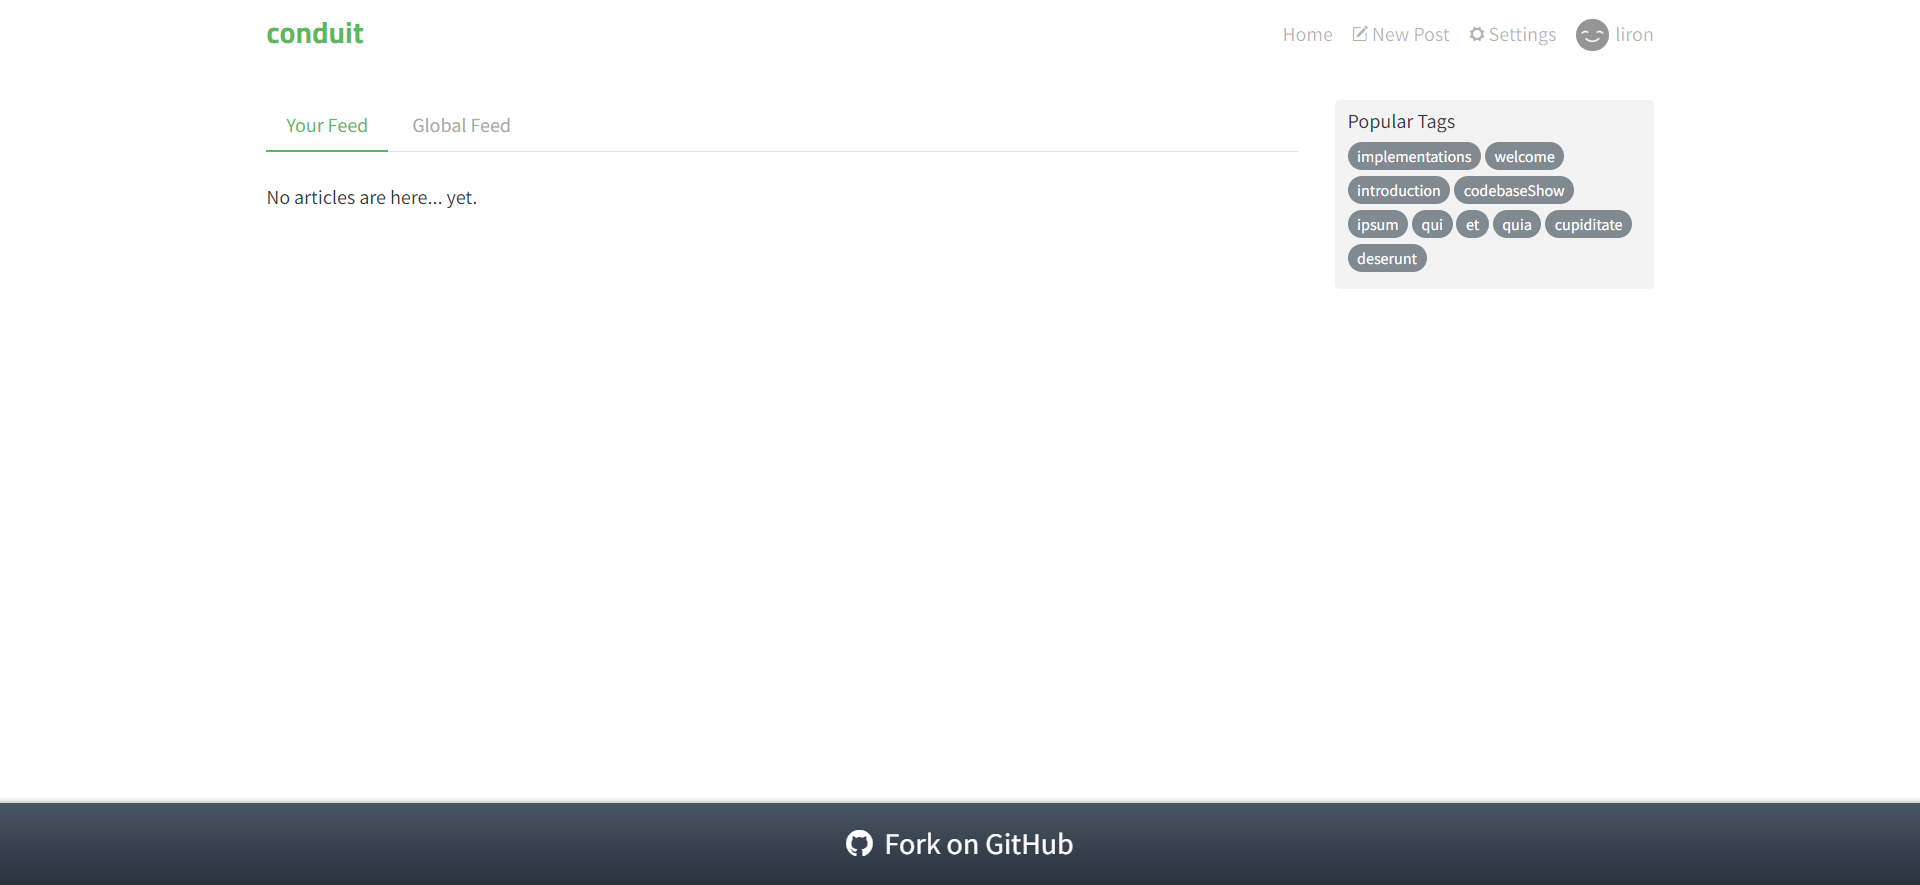 conduit
Home New Post Settings liron
Your Feed Global Feed
No articles are here... yet.
Popular Tags
implementations welcome
introduction codebaseShow
ipsum qui et quia cupiditate
deserunt
Fork on GitHub